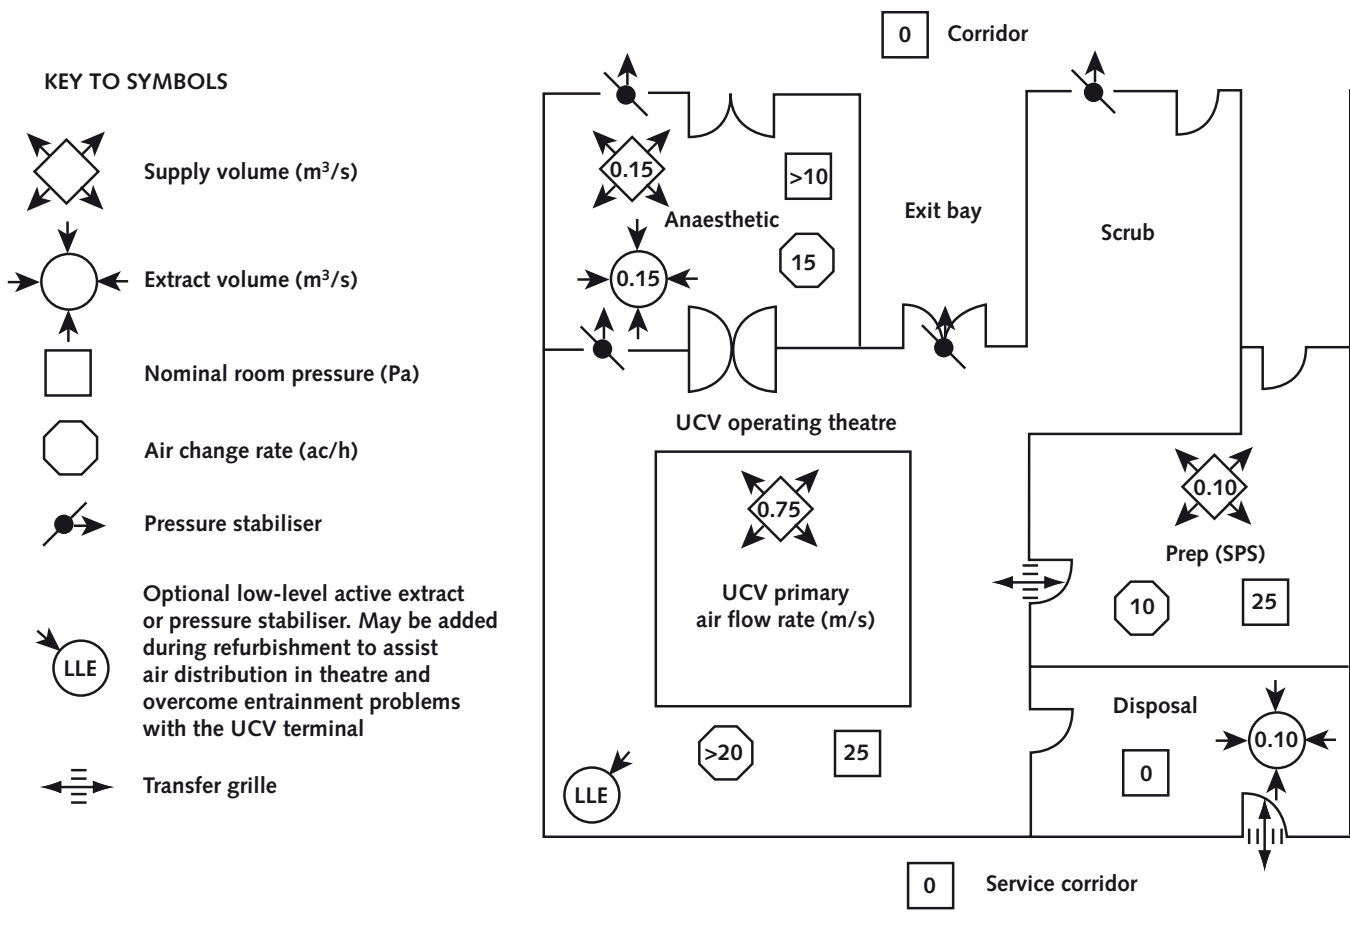 KEY TO SYMBOLS
Supply volume (m³/s)
Extract volume (m³/s)
Nominal room pressure (Pa)
Air change rate (ac/h)
Pressure stabiliser
LLE
Optional low-level active extract
or pressure stabiliser. May be added
during refurbishment to assist
air distribution in theatre and
overcome entrainment problems
with the UCV terminal
Transfer grille
0 Corridor
0.15
>10
Anaesthetic
0.15
15
Exit bay
Scrub
UCV operating theatre
0.75
UCV primary
air flow rate (m/s)
>20
25
LLE
0.10
Prep (SPS)
10
25
Disposal
0.10
0
0 Service corridor